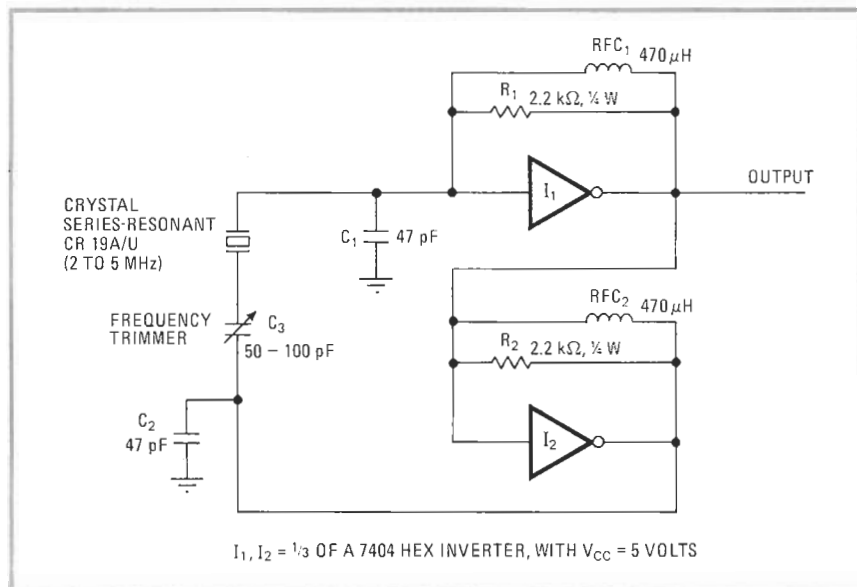 RFC₁ 470 μH
R₁ 2.2 kΩ, ¼ W
I₁
OUTPUT
CRYSTAL
SERIES-RESONANT
CR 19A/U
(2 TO 5 MHz)
C₁ 47 pF
FREQUENCY
TRIMMER
C₃
50 – 100 pF
RFC₂ 470 μH
R₂ 2.2 kΩ, ¼ W
C₂
47 pF
I₂
I₁, I₂ = ⅓ OF A 7404 HEX INVERTER, WITH V_CC = 5 VOLTS